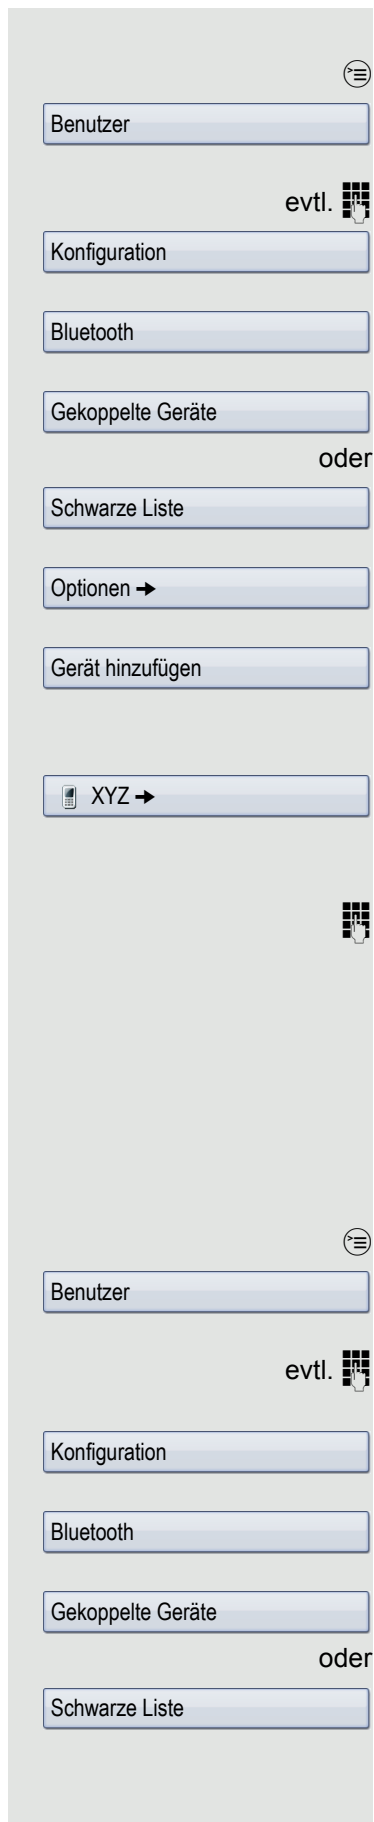 Benutzer
evtl.
Konfiguration
Bluetooth
Gekoppelte Geräte
oder
Schwarze Liste
Optionen ➔
Gerät hinzufügen
XYZ ➔
Benutzer
evtl.
Konfiguration
Bluetooth
Gekoppelte Geräte
oder
Schwarze Liste